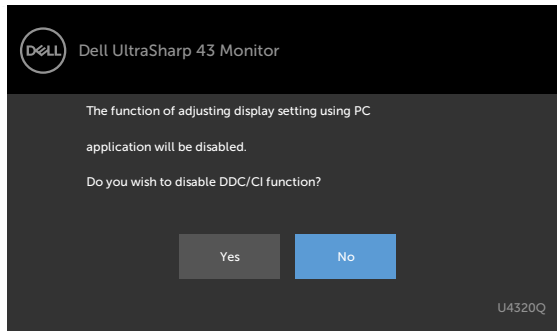 DELL Dell UltraSharp 43 Monitor
The function of adjusting display setting using PC
application will be disabled.
Do you wish to disable DDC/CI function?
Yes No
U4320Q